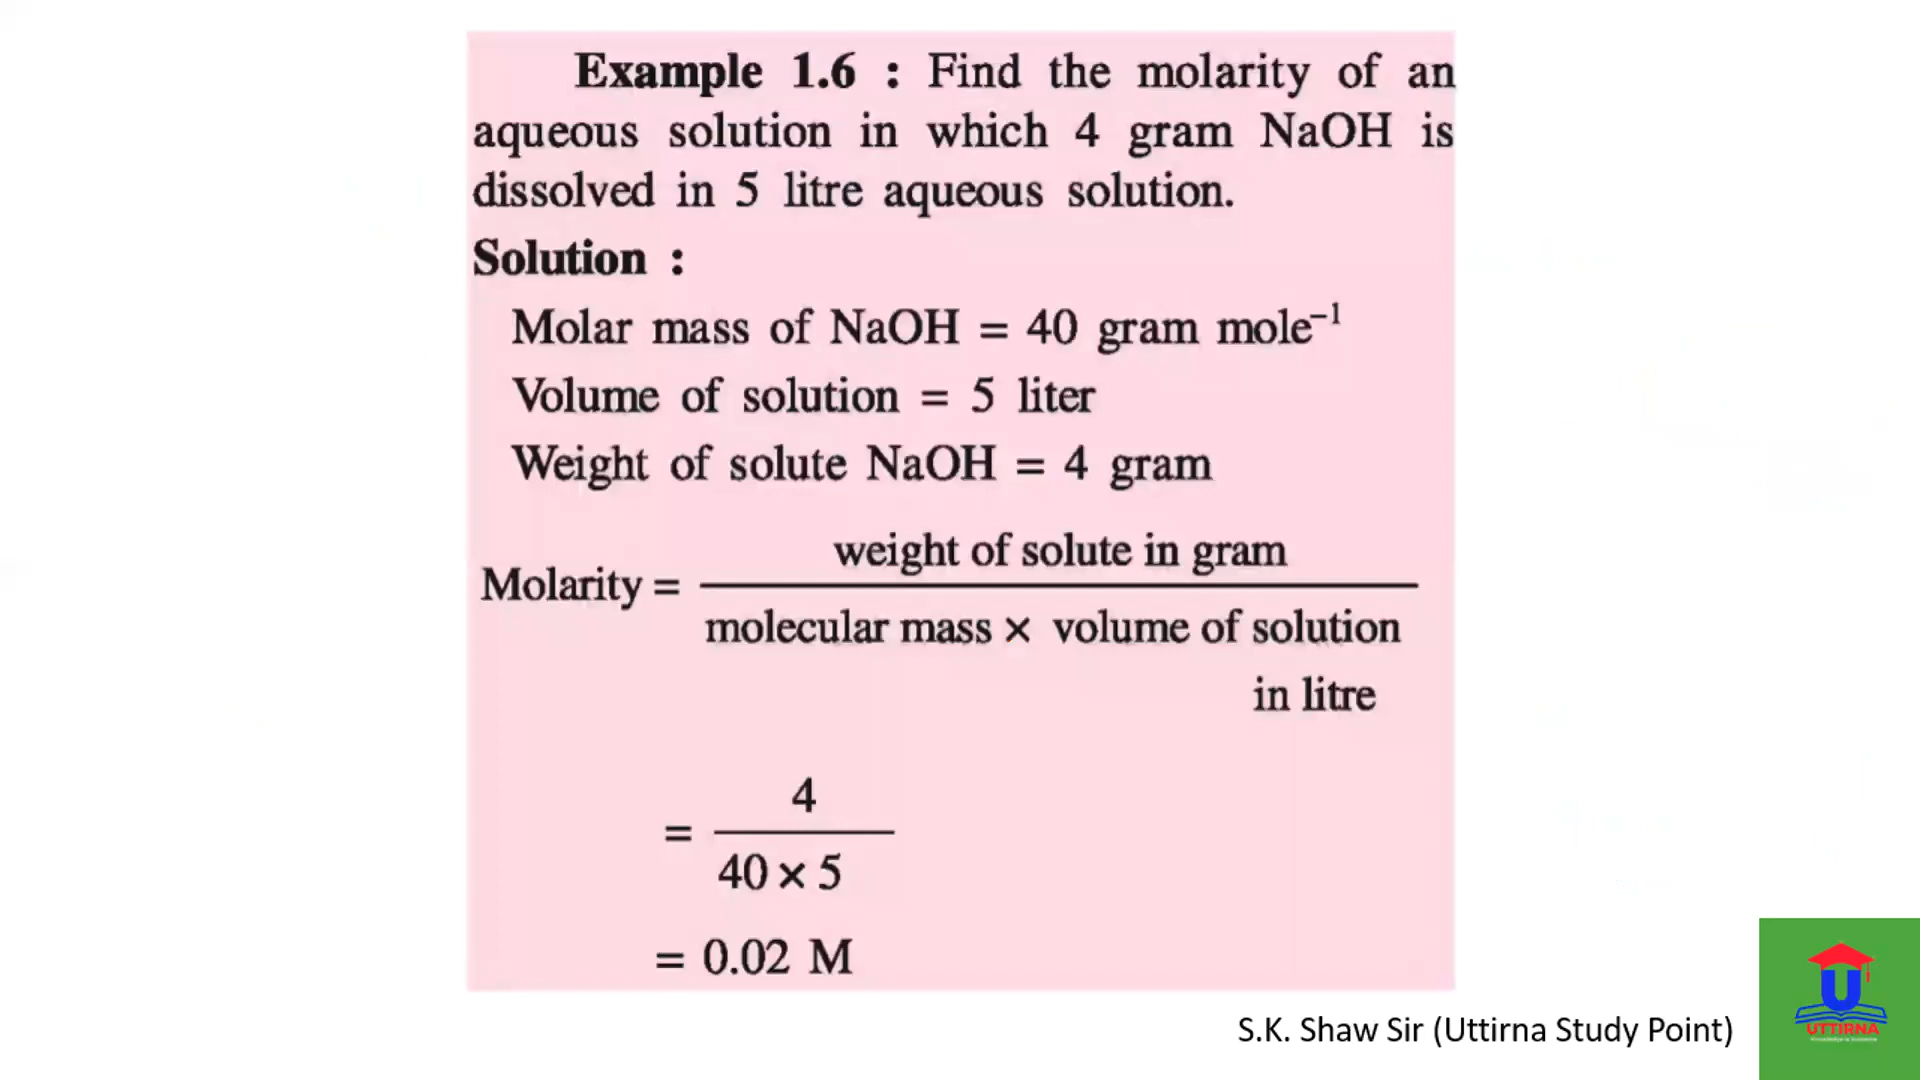 Example 1.6 : Find the molarity of an
aqueous solution in which 4 gram NaOH is
dissolved in 5 litre aqueous solution.
Solution :
Molar mass of NaOH = 40 gram mole⁻¹
Volume of solution = 5 liter
Weight of solute NaOH = 4 gram
weight of solute in gram
Molarity =
molecular mass × volume of solution
in litre
4
=
40 × 5
= 0.02 M
S.K. Shaw Sir (Uttirna Study Point)
U
UTTIRNA